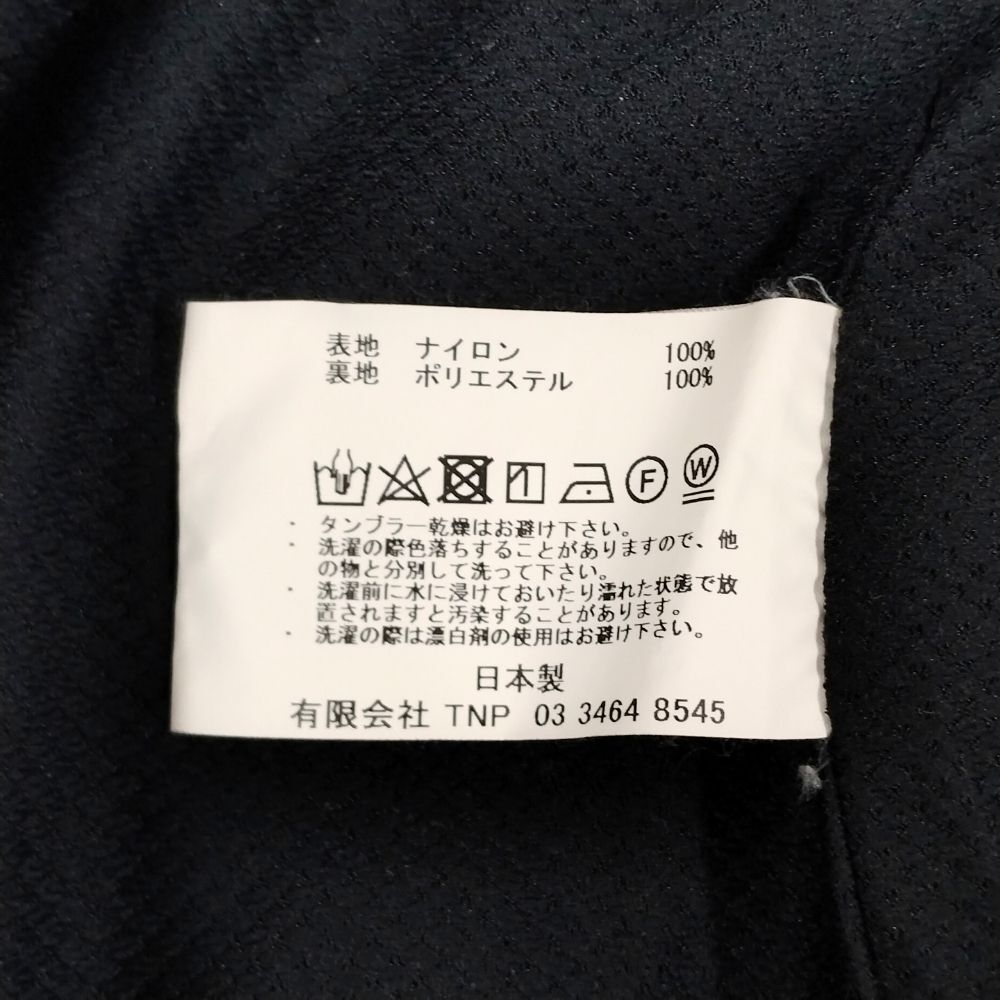 表地 ナイロン 100%
裏地 ポリエステル 100%
F W
・ タンブラー乾燥はお避け下さい。
・ 洗濯の際色落ちすることがありますので、他
の物と分別して洗って下さい。
・ 洗濯前に水に浸けておいたり濡れた状態で放
置されますと汚染することがあります。
・ 洗濯の際は漂白剤の使用はお避け下さい。
日本製
有限会社 TNP 03 3464 8545